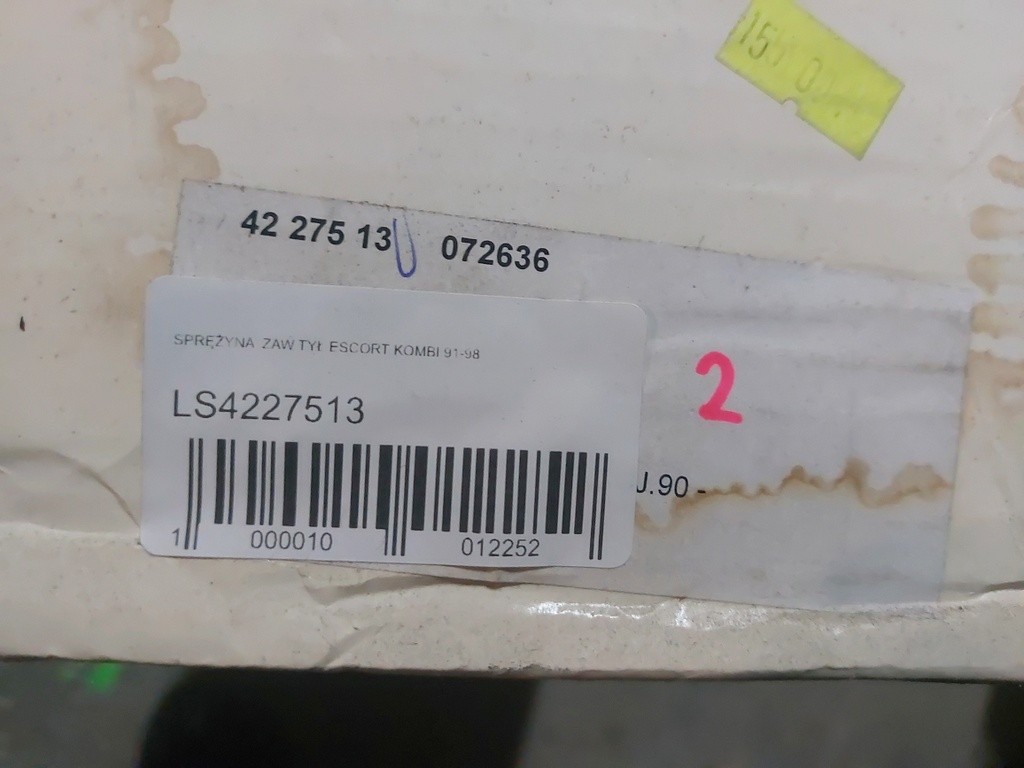 42 275 13 072636
SPRĘŻYNA ZAW TYŁ ESCORT KOMBI 91-98
LS4227513
2
J.90 -
1 000010 012252